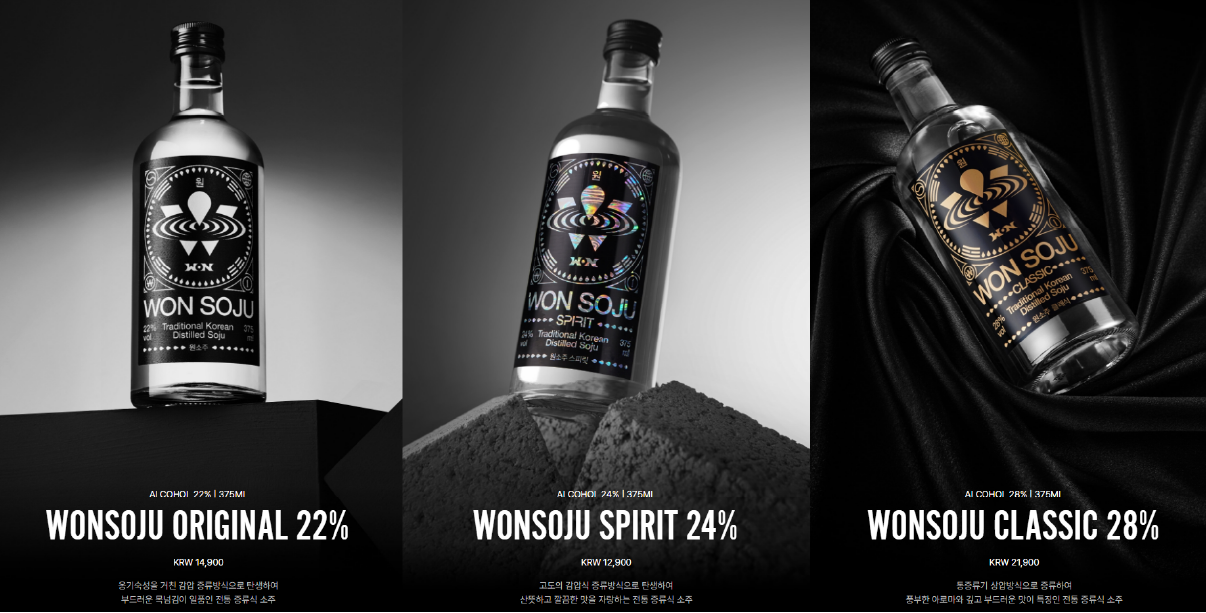 원
W·N
WON SOJU
22% vol
Traditional Korean
Distilled Soju
375 ml
원소주
ALCOHOL 22% | 375ML
WONSOJU ORIGINAL 22%
KRW 14,900
옹기숙성을 거친 감압 증류방식으로 탄생하여
부드러운 목넘김이 일품인 전통 증류식 소주
원
W·N
WON SOJU
SPIRIT
24% vol
Traditional Korean
Distilled Soju
375 ml
원소주 스피릿
ALCOHOL 24% | 375ML
WONSOJU SPIRIT 24%
KRW 12,900
고도의 감압식 증류방식으로 탄생하여
산뜻하고 깔끔한 맛을 자랑하는 전통 증류식 소주
원
W·N
WON SOJU
CLASSIC
28% vol
Traditional Korean
Distilled Soju
375 ml
원소주 클래식
ALCOHOL 28% | 375ML
WONSOJU CLASSIC 28%
KRW 21,900
동증류기 상압방식으로 증류하여
풍부한 아로마와 깊고 부드러운 맛이 특징인 전통 증류식 소주